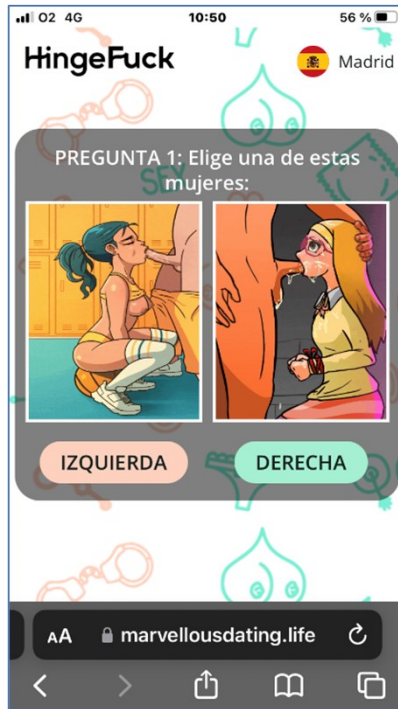 O2 4G 10:50 56 %
HingeFuck
Madrid
PREGUNTA 1: Elige una de estas
mujeres:
SEX
IZQUIERDA
DERECHA
AA marvellousdating.life